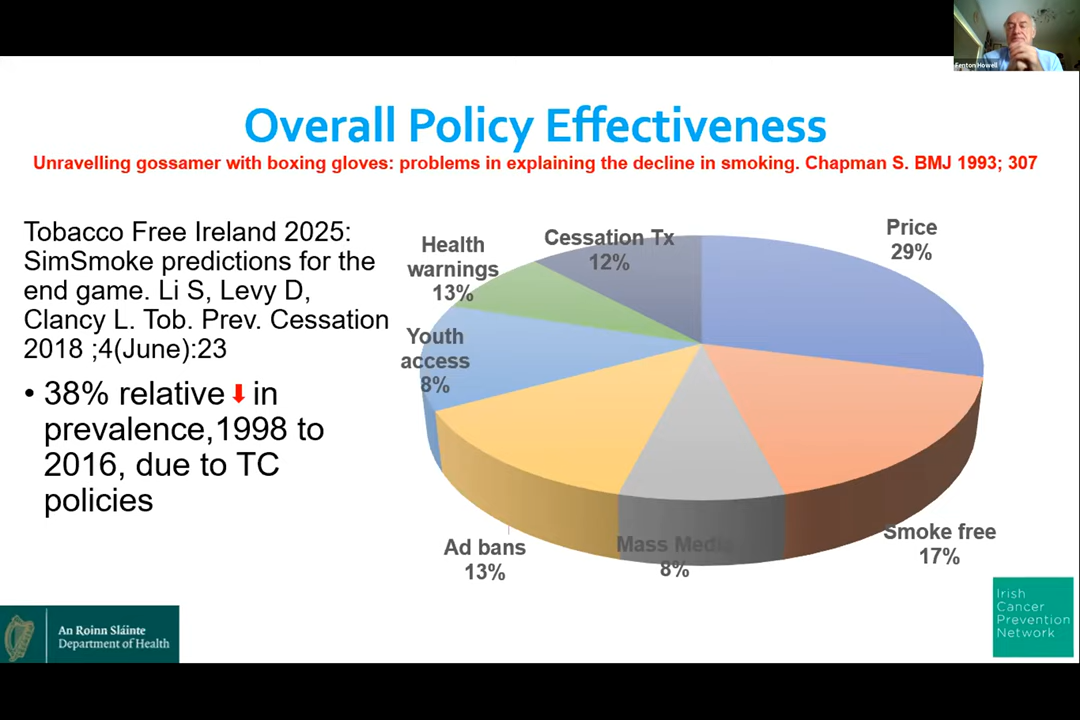 Fenton Howell
Overall Policy Effectiveness
Unravelling gossamer with boxing gloves: problems in explaining the decline in smoking. Chapman S. BMJ 1993; 307
Tobacco Free Ireland 2025:
SimSmoke predictions for the
end game. Li S, Levy D,
Clancy L. Tob. Prev. Cessation
2018 ;4(June):23
• 38% relative in
prevalence,1998 to
2016, due to TC
policies
Health
warnings
13%
Cessation Tx
12%
Price
29%
Youth
access
8%
Ad bans
13%
Mass Media
8%
Smoke free
17%
An Roinn Sláinte
Department of Health
Irish
Cancer
Prevention
Network